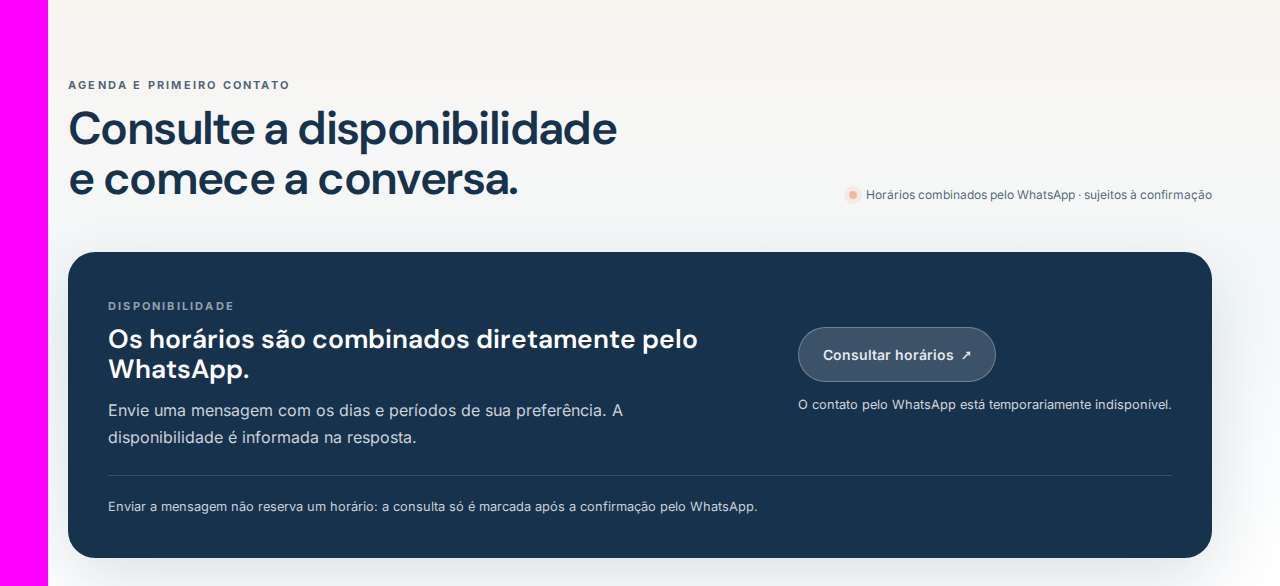 AGENDA E PRIMEIRO CONTATO
Consulte a disponibilidade
e comece a conversa.
Horários combinados pelo WhatsApp · sujeitos à confirmação
DISPONIBILIDADE
Os horários são combinados diretamente pelo
WhatsApp.
Envie uma mensagem com os dias e períodos de sua preferência. A
disponibilidade é informada na resposta.
Consultar horários ↗
O contato pelo WhatsApp está temporariamente indisponível.
Enviar a mensagem não reserva um horário: a consulta só é marcada após a confirmação pelo WhatsApp.